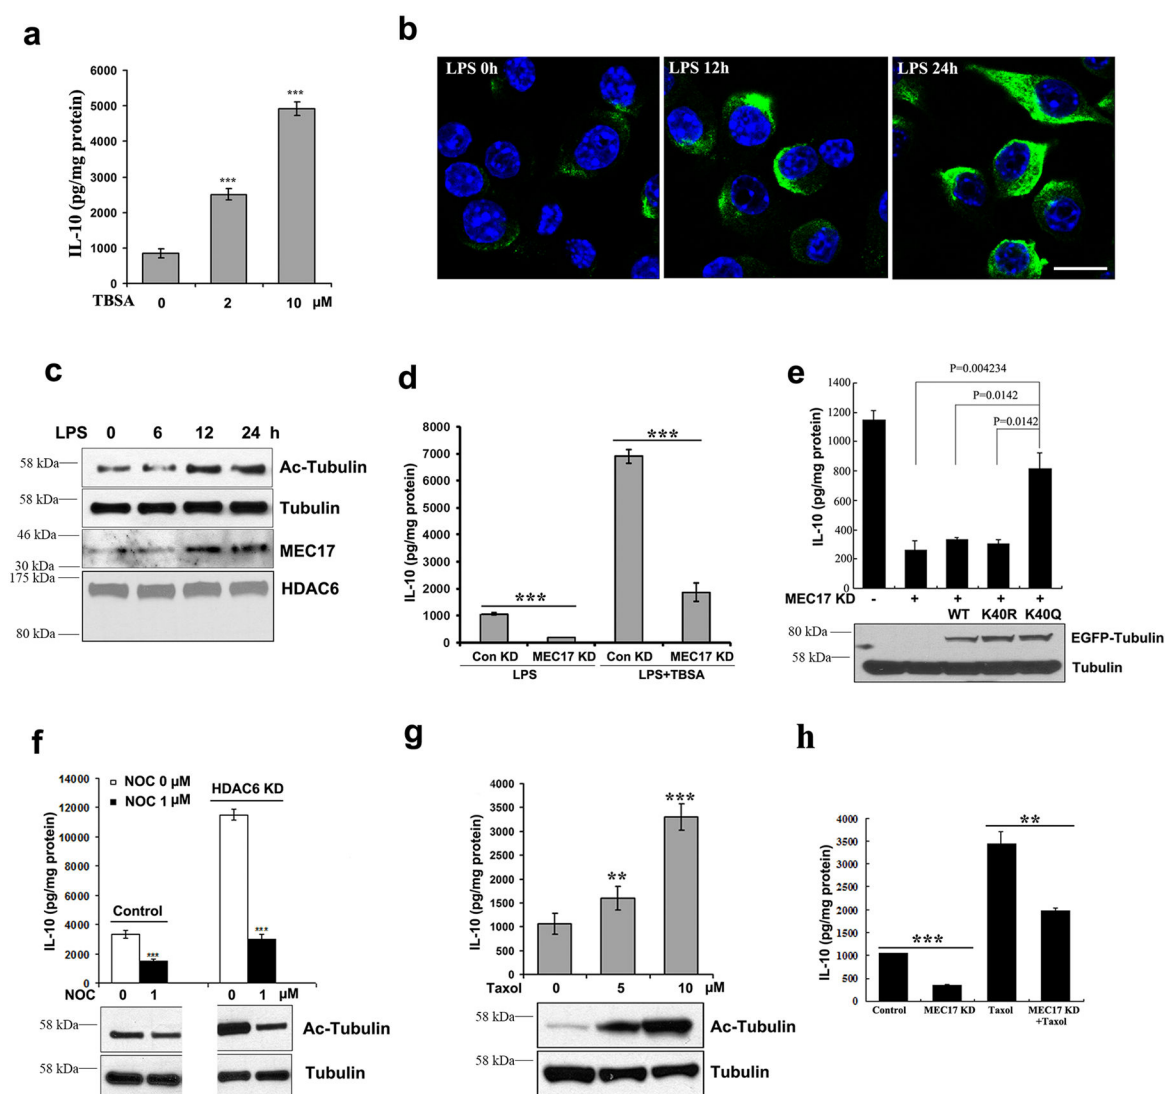 a
6000
5000
4000
3000
2000
1000
0
IL-10 (pg/mg protein)
***
***
TBSA 0 2 10 µM
b
LPS 0h
LPS 12h
LPS 24h
c
LPS 0 6 12 24 h
58 kDa
Ac-Tubulin
58 kDa
Tubulin
46 kDa
MEC17
30 kDa
175 kDa
HDAC6
80 kDa
d
8000
7000
6000
5000
4000
3000
2000
1000
0
IL-10 (pg/mg protein)
***
***
Con KD MEC17 KD Con KD MEC17 KD
LPS LPS+TBSA
e
P=0.004234
P=0.0142
P=0.0142
1400
1200
1000
800
600
400
200
0
IL-10 (pg/mg protein)
MEC17 KD - + + + +
WT K40R K40Q
80 kDa
EGFP-Tubulin
58 kDa
Tubulin
f
14000
12000
10000
8000
6000
4000
2000
0
IL-10 (pg/mg protein)
NOC 0 µM
NOC 1 µM
HDAC6 KD
Control
***
***
NOC 0 1 0 1 µM
58 kDa
Ac-Tubulin
58 kDa
Tubulin
g
4000
3500
3000
2500
2000
1500
1000
500
0
IL-10 (pg/mg protein)
**
***
Taxol 0 5 10 µM
58 kDa
Ac-Tubulin
58 kDa
Tubulin
h
4000
3500
3000
2500
2000
1500
1000
500
0
IL-10 (pg/mg protein)
***
**
Control MEC17 KD Taxol MEC17 KD
+Taxol